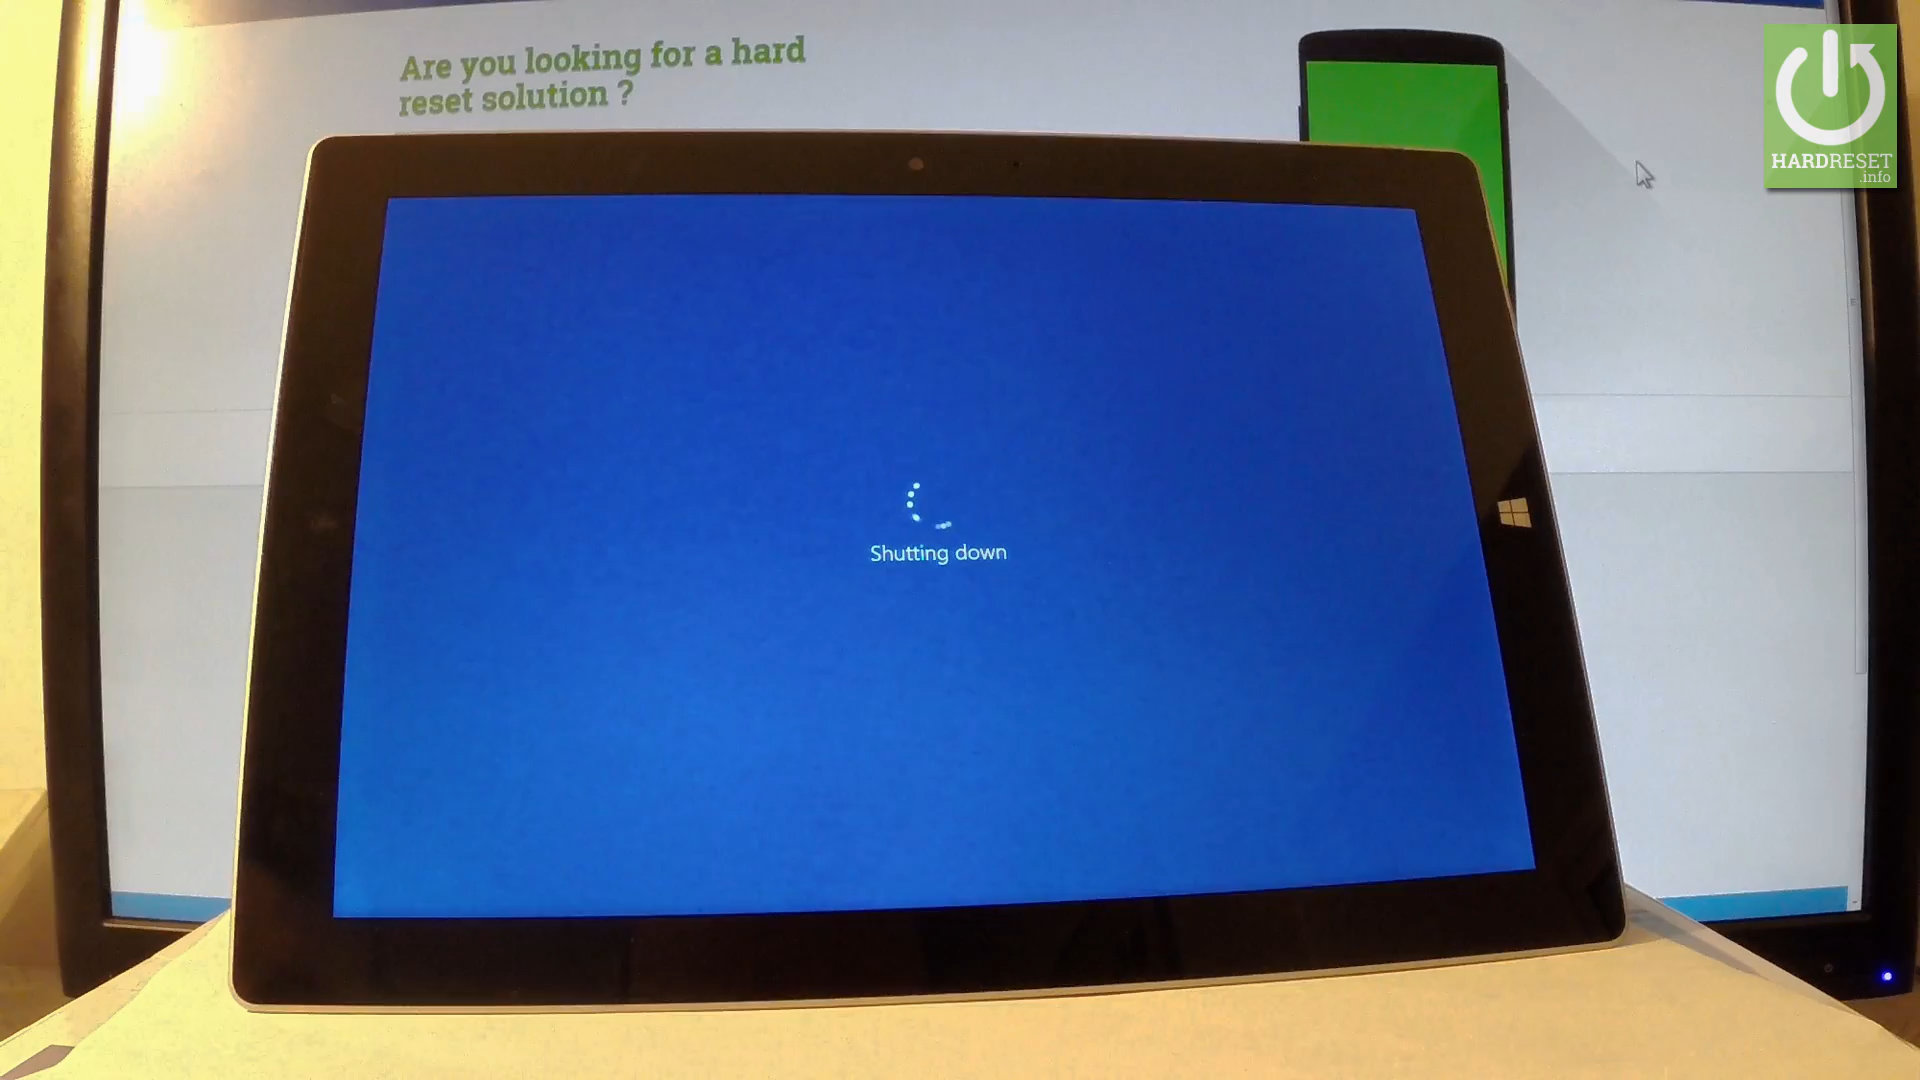 Are you looking for a hard
reset solution ?
HARDRESET
.info
Shutting down